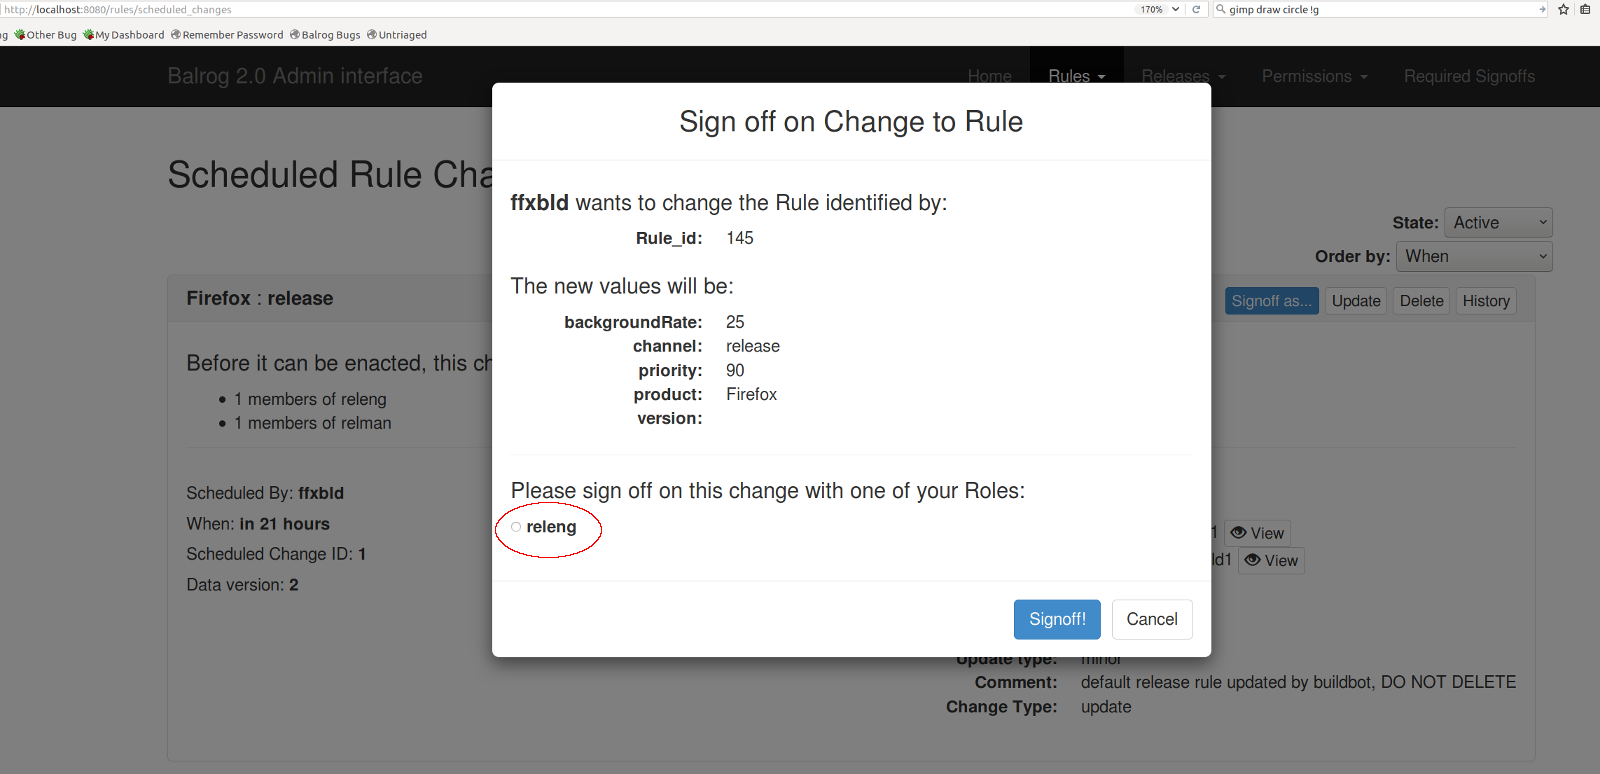 http://localhost:8080/rules/scheduled_changes 170% gimp draw circle !g
g Other Bug My Dashboard Remember Password Balrog Bugs Untriaged
Balrog 2.0 Admin interface Home Rules Releases Permissions Required Signoffs
Sign off on Change to Rule
Scheduled Rule Cha
ffxbld wants to change the Rule identified by:
Rule_id: 145
State: Active
Order by: When
The new values will be:
Firefox : release
Signoff as... Update Delete History
backgroundRate: 25
channel: release
priority: 90
product: Firefox
version:
Before it can be enacted, this ch
1 members of releng
1 members of relman
Please sign off on this change with one of your Roles:
releng
Scheduled By: ffxbld
When: in 21 hours
Scheduled Change ID: 1
Data version: 2
1 View
ld1 View
Signoff! Cancel
Update type: minor
Comment: default release rule updated by buildbot, DO NOT DELETE
Change Type: update